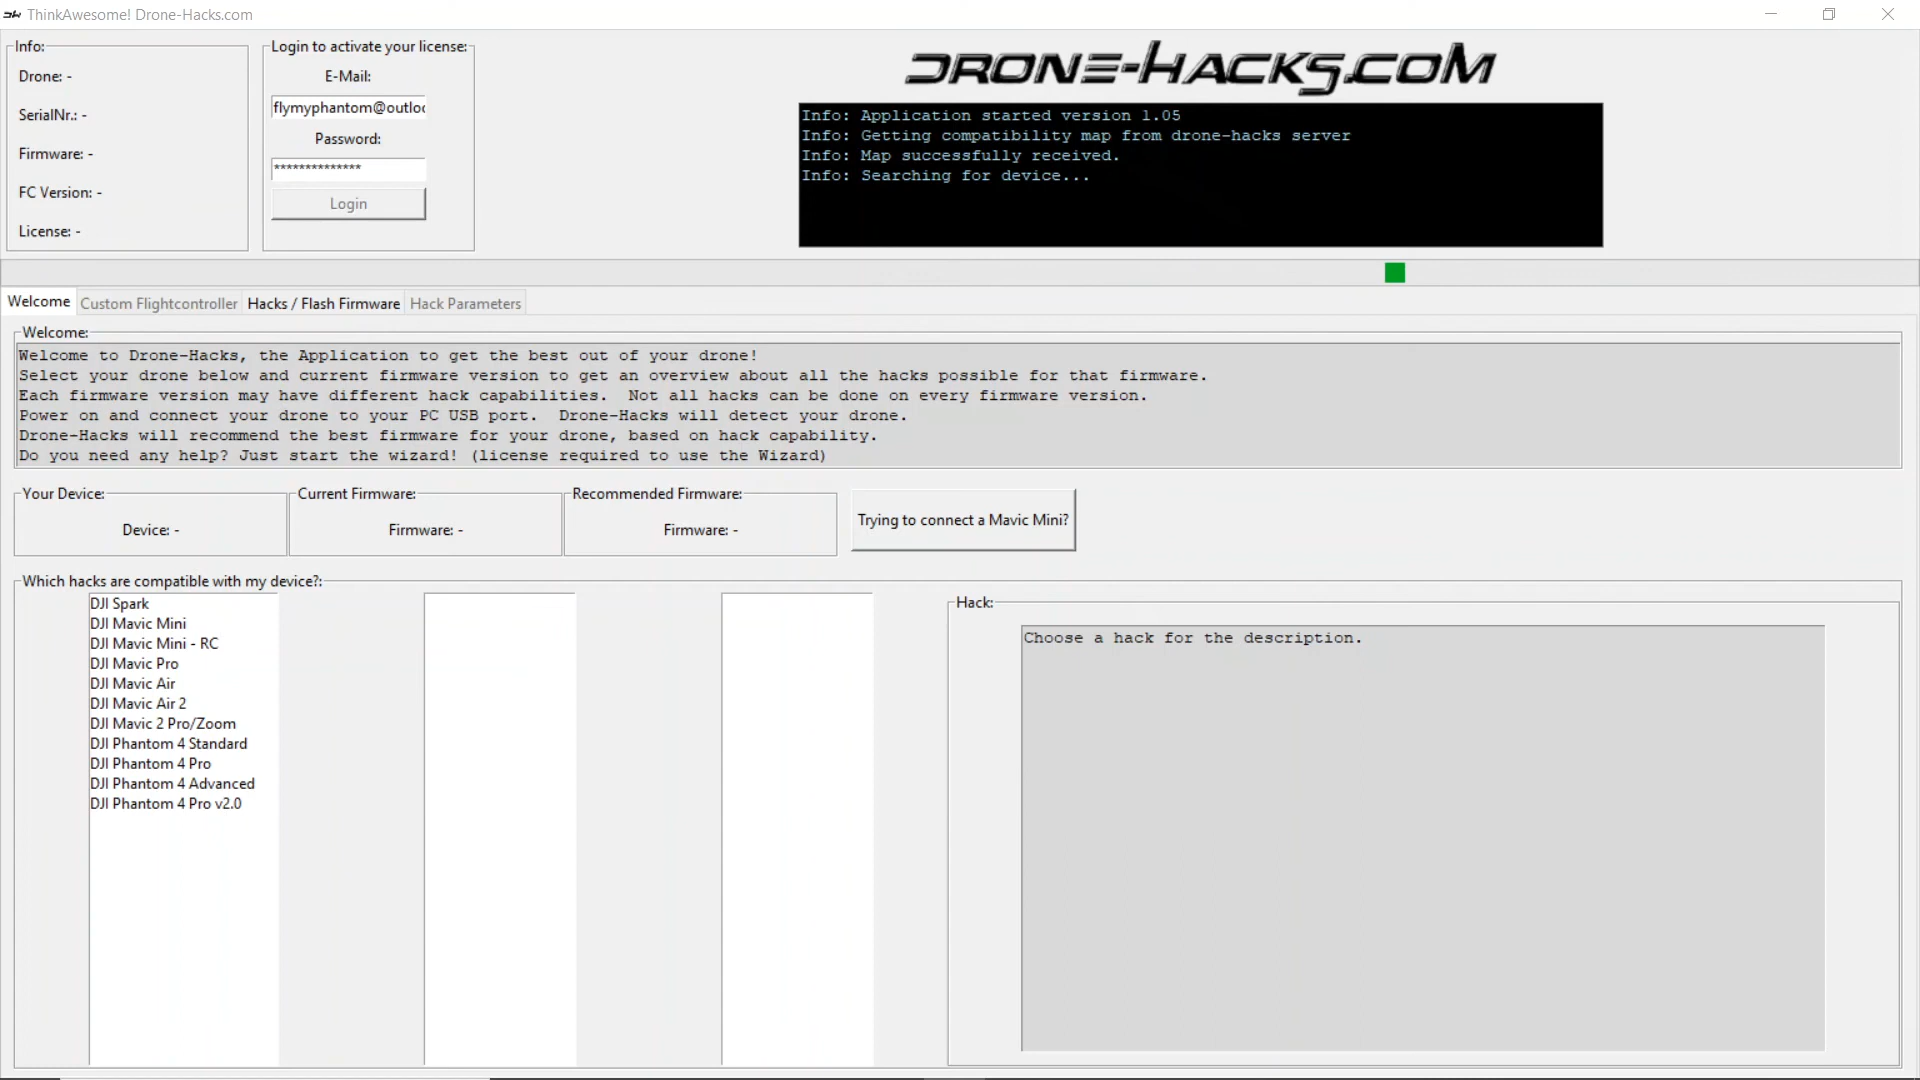 ThinkAwesome! Drone-Hacks.com
Info:
Drone: -
SerialNr.: -
Firmware: -
FC Version: -
License: -
Login to activate your license:
E-Mail:
flymyphantom@outloo
Password:
**************
Login
DRONE-HACKS.COM
Info: Application started version 1.05
Info: Getting compatibility map from drone-hacks server
Info: Map successfully received.
Info: Searching for device...
Welcome Custom Flightcontroller Hacks / Flash Firmware Hack Parameters
Welcome:
Welcome to Drone-Hacks, the Application to get the best out of your drone!
Select your drone below and current firmware version to get an overview about all the hacks possible for that firmware.
Each firmware version may have different hack capabilities. Not all hacks can be done on every firmware version.
Power on and connect your drone to your PC USB port. Drone-Hacks will detect your drone.
Drone-Hacks will recommend the best firmware for your drone, based on hack capability.
Do you need any help? Just start the wizard! (license required to use the Wizard)
Your Device:
Device: -
Current Firmware:
Firmware: -
Recommended Firmware:
Firmware: -
Trying to connect a Mavic Mini?
Which hacks are compatible with my device?:
DJI Spark
DJI Mavic Mini
DJI Mavic Mini - RC
DJI Mavic Pro
DJI Mavic Air
DJI Mavic Air 2
DJI Mavic 2 Pro/Zoom
DJI Phantom 4 Standard
DJI Phantom 4 Pro
DJI Phantom 4 Advanced
DJI Phantom 4 Pro v2.0
Hack:
Choose a hack for the description.